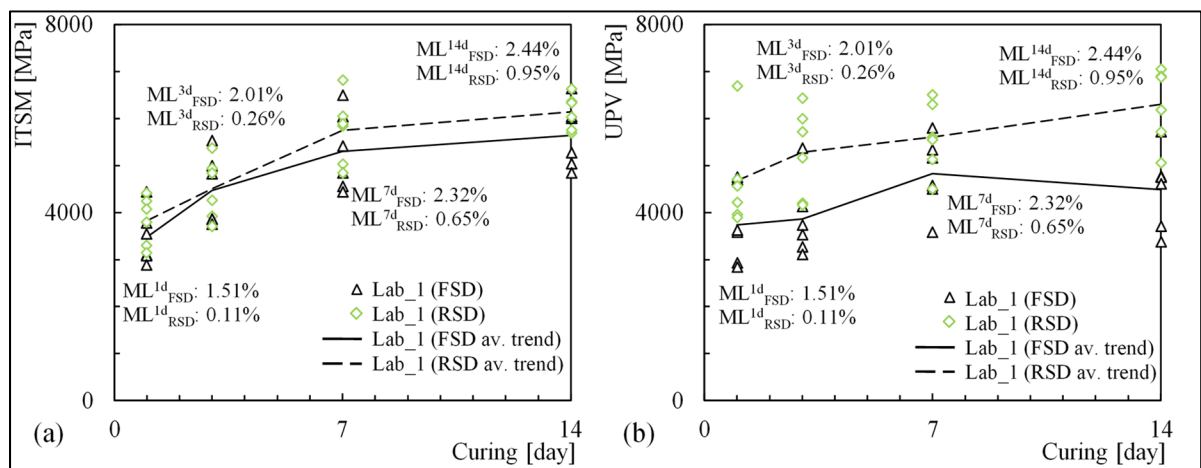 8000
ITSM [MPa]
ML14dFSD: 2.44%
ML14dRSD: 0.95%
ML3dFSD: 2.01%
ML3dRSD: 0.26%
4000
ML7dFSD: 2.32%
ML7dRSD: 0.65%
ML1dFSD: 1.51%
ML1dRSD: 0.11%
Lab_1 (FSD)
Lab_1 (RSD)
Lab_1 (FSD av. trend)
Lab_1 (RSD av. trend)
0
(a)
0
7
14
Curing [day]
8000
UPV [MPa]
ML3dFSD: 2.01%
ML3dRSD: 0.26%
ML14dFSD: 2.44%
ML14dRSD: 0.95%
4000
ML7dFSD: 2.32%
ML7dRSD: 0.65%
ML1dFSD: 1.51%
ML1dRSD: 0.11%
Lab_1 (FSD)
Lab_1 (RSD)
Lab_1 (FSD av. trend)
Lab_1 (RSD av. trend)
0
(b)
0
7
14
Curing [day]